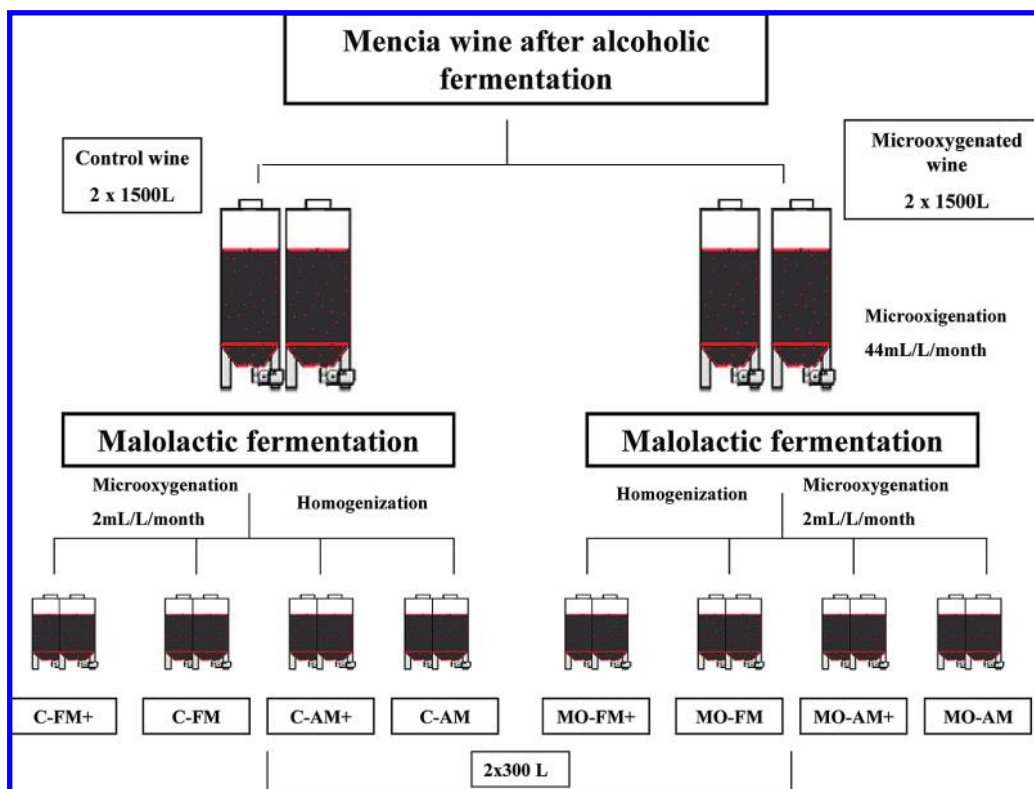 Mencia wine after alcoholic
fermentation
Control wine
2 x 1500L
Microoxygenated
wine
2 x 1500L
Microoxigenation
44mL/L/month
Malolactic fermentation
Malolactic fermentation
Microoxygenation
2mL/L/month
Homogenization
Homogenization
Microoxygenation
2mL/L/month
C-FM+
C-FM
C-AM+
C-AM
MO-FM+
MO-FM
MO-AM+
MO-AM
2x300 L